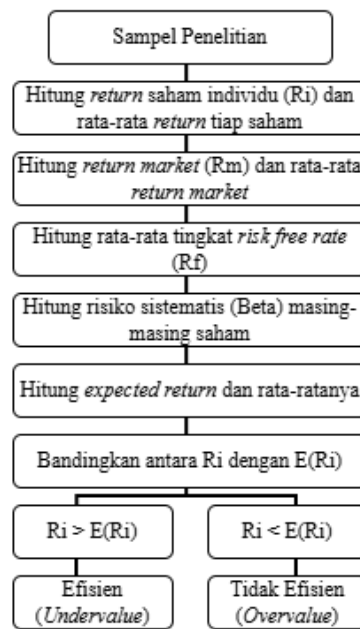 Sampel Penelitian
Hitung return saham individu (Ri) dan
rata-rata return tiap saham
Hitung return market (Rm) dan rata-rata
return market
Hitung rata-rata tingkat risk free rate
(Rf)
Hitung risiko sistematis (Beta) masing-
masing saham
Hitung expected return dan rata-ratanya
Bandingkan antara Ri dengan E(Ri)
Ri > E(Ri)
Ri < E(Ri)
Efisien
(Undervalue)
Tidak Efisien
(Overvalue)